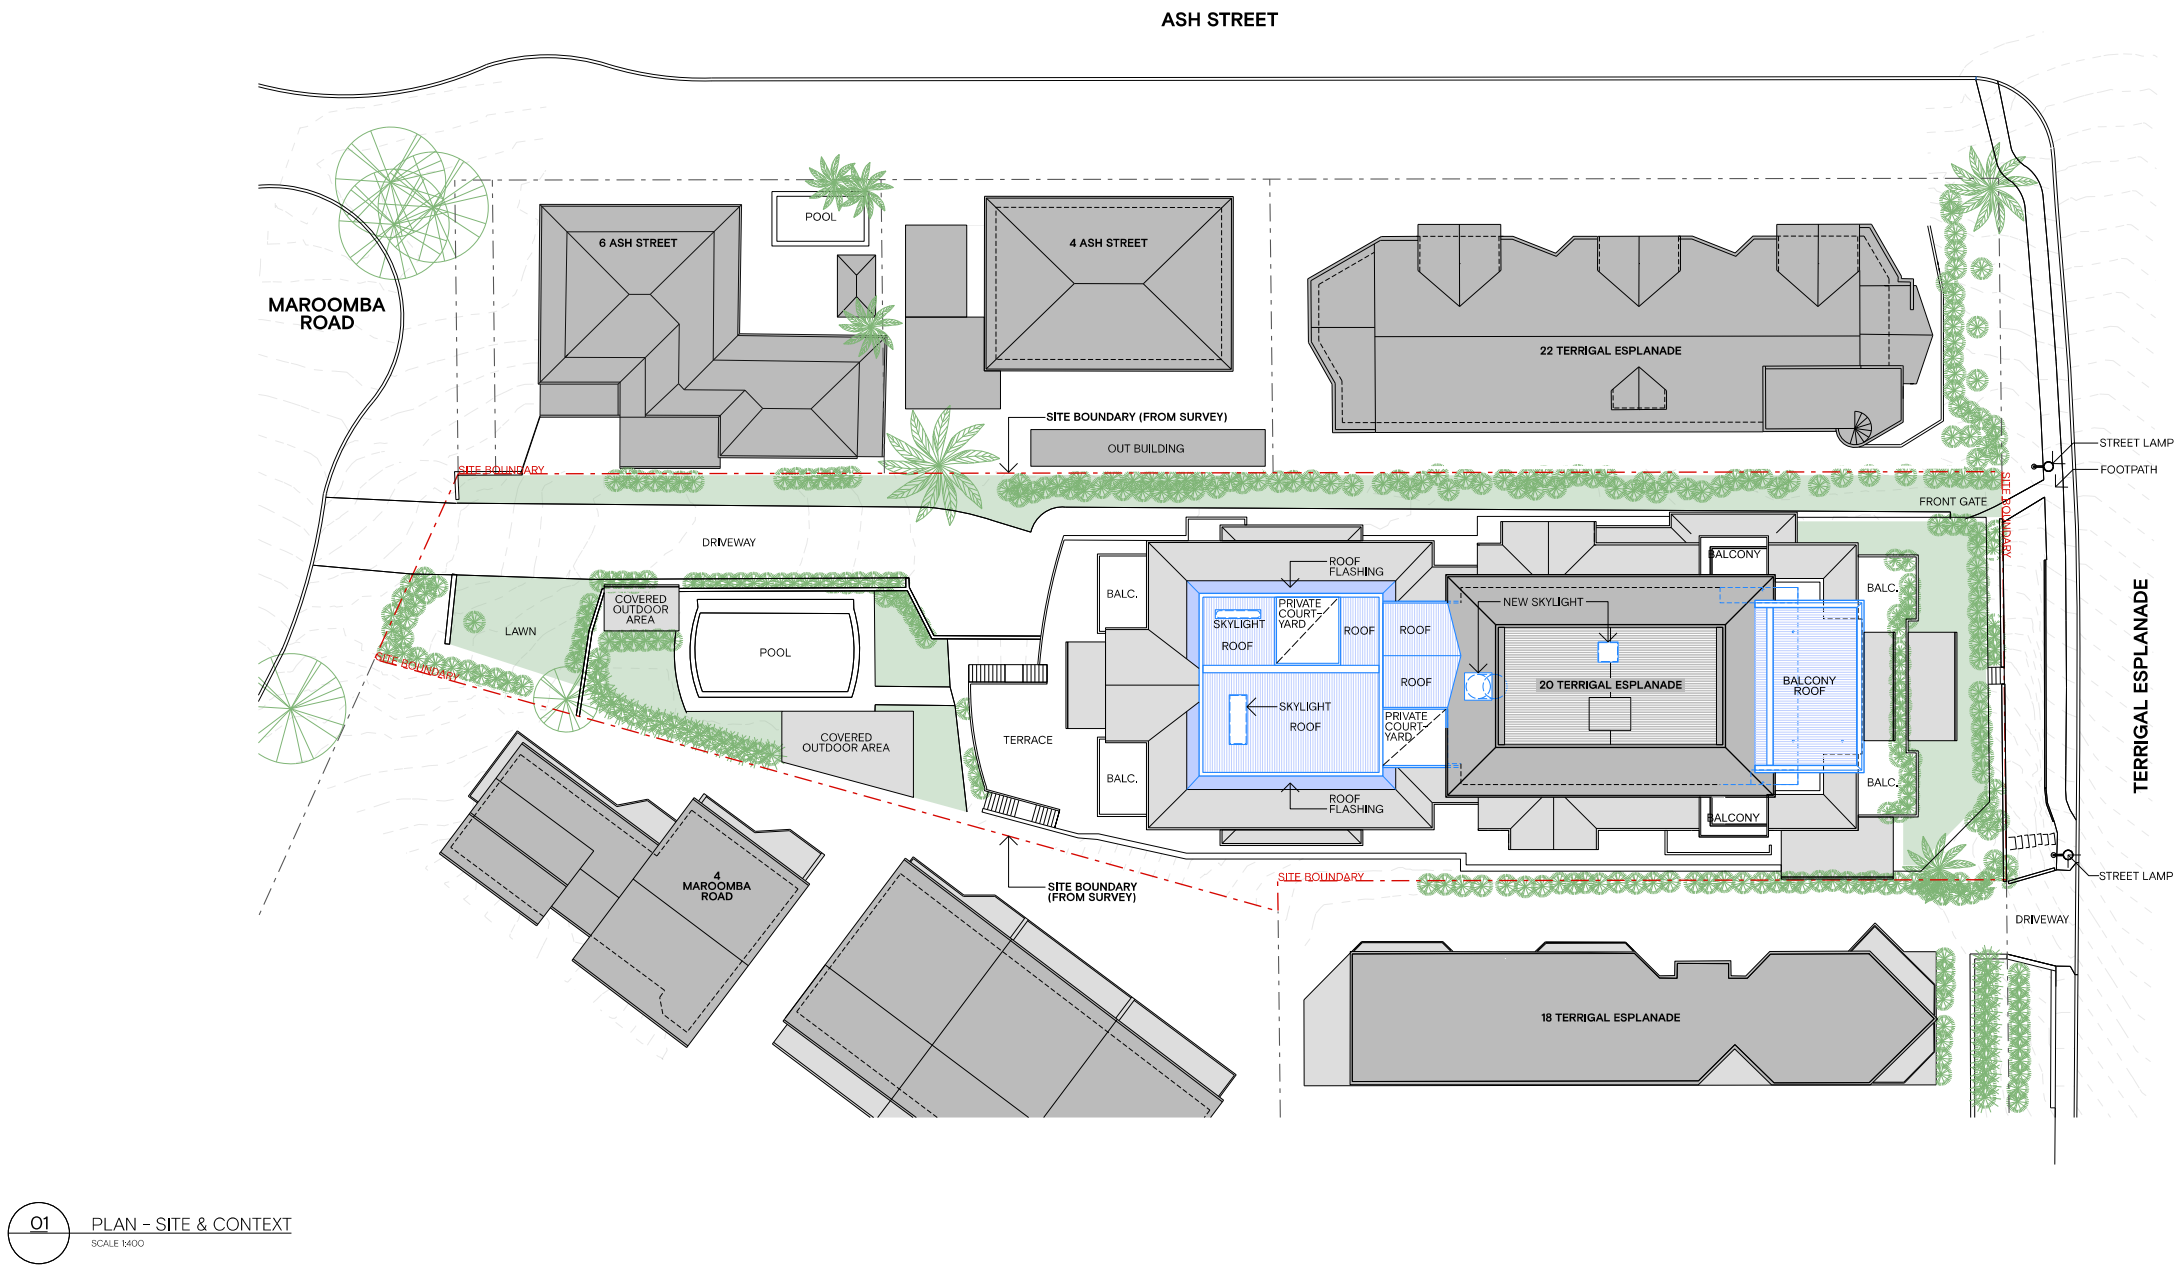 ASH STREET
POOL
6 ASH STREET
4 ASH STREET
MAROOMBA
ROAD
22 TERRIGAL ESPLANADE
SITE BOUNDARY (FROM SURVEY)
OUT BUILDING
STREET LAMP
FOOTPATH
SITE BOUNDARY
SITE BOUNDARY
FRONT GATE
DRIVEWAY
ROOF
FLASHING
BALCONY
BALC.
BALC.
COVERED
OUTDOOR
AREA
LAWN
SKYLIGHT
PRIVATE
COURT-
YARD
ROOF
ROOF
ROOF
NEW SKYLIGHT
POOL
SITE BOUNDARY
ROOF
20 TERRIGAL ESPLANADE
BALCONY
ROOF
TERRIGAL ESPLANADE
SKYLIGHT
ROOF
PRIVATE
COURT-
YARD
TERRACE
COVERED
OUTDOOR AREA
BALC.
BALC.
ROOF
FLASHING
BALCONY
4
MAROOMBA
ROAD
SITE BOUNDARY
(FROM SURVEY)
SITE BOUNDARY
STREET LAMP
DRIVEWAY
18 TERRIGAL ESPLANADE
01
PLAN - SITE & CONTEXT
SCALE 1:400